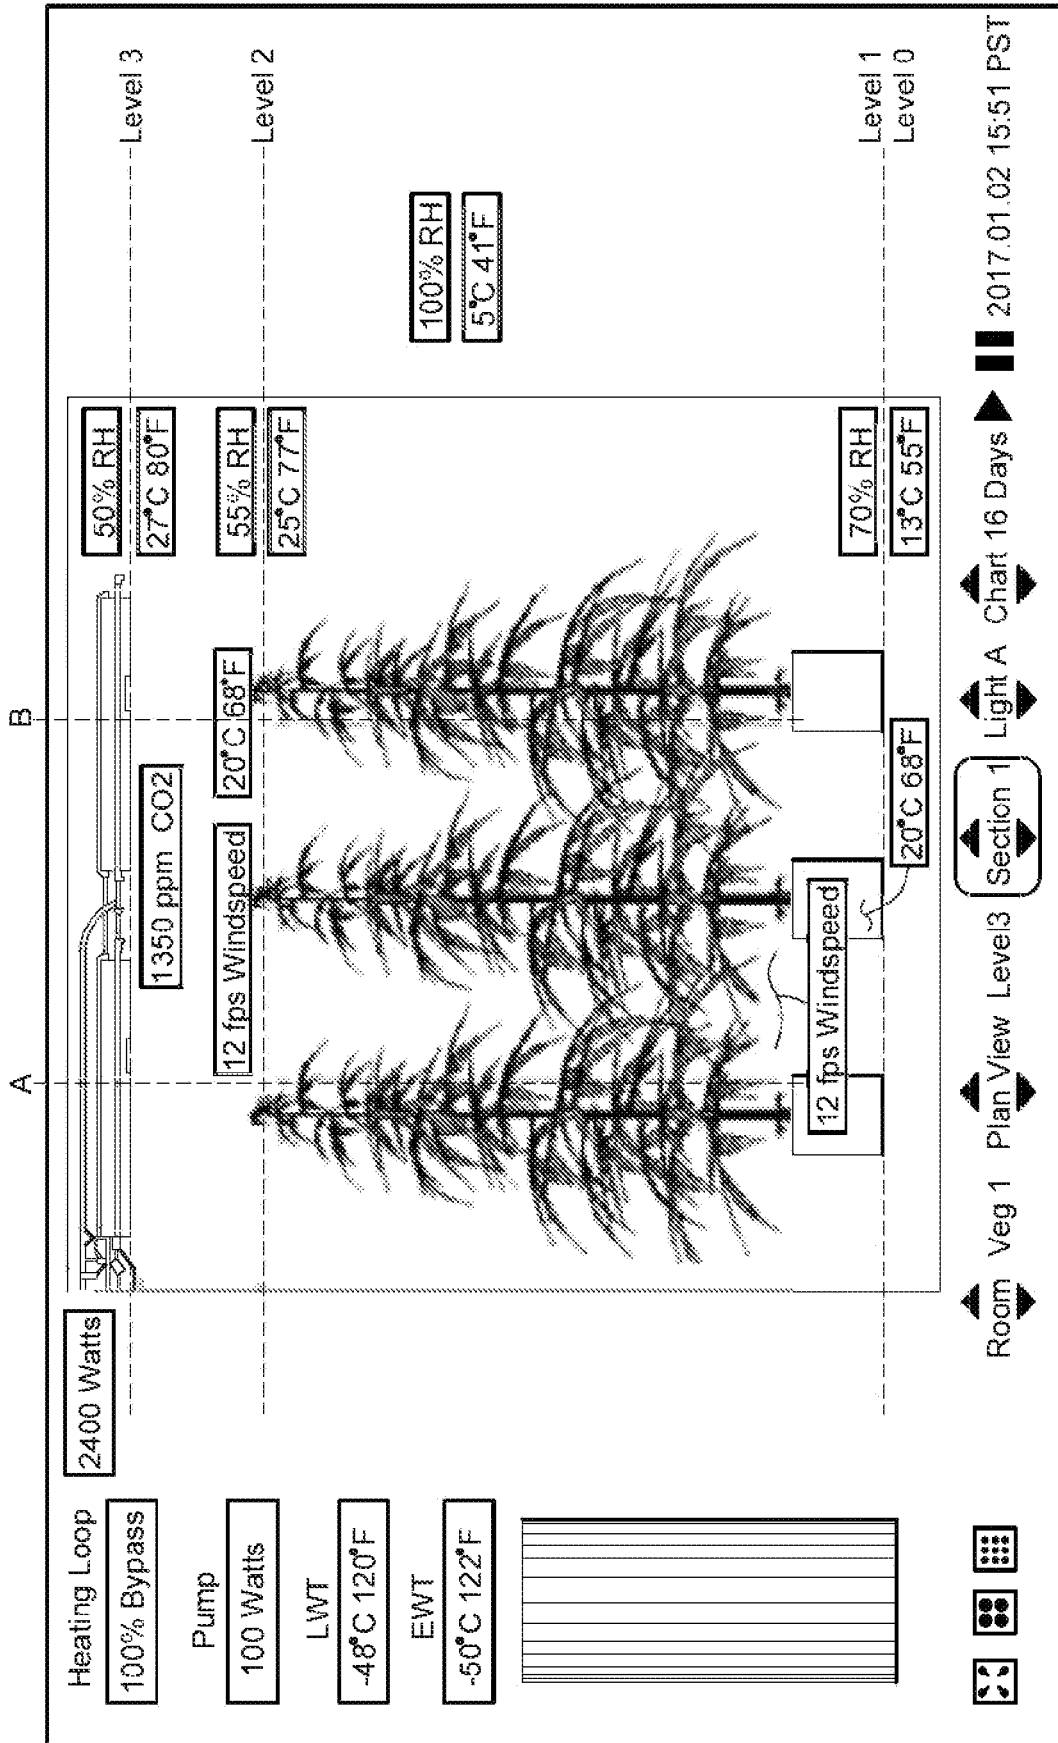 Heating Loop
100% Bypass
2400 Watts
Pump
100 Watts
LWT
-48°C 120°F
EWT
-50°C 122°F
A
B
50% RH
27°C 80°F
Level 3
1350 ppm CO2
12 fps Windspeed
20°C 68°F
55% RH
25°C 77°F
Level 2
100% RH
5°C 41°F
12 fps Windspeed
20°C 68°F
70% RH
13°C 55°F
Level 1
Level 0
Room Veg 1 Plan View Level3 Section 1 Light A Chart 16 Days 2017.01.02 15:51 PST